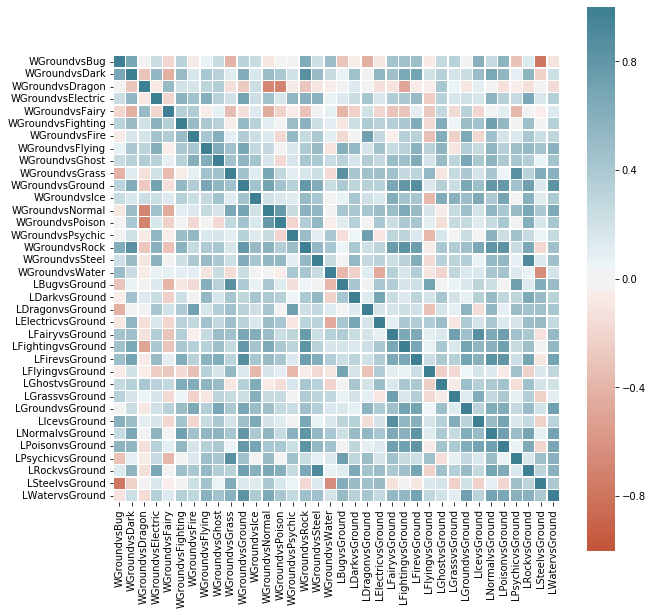 WGroundvsBug
WGroundvsDark
WGroundvsDragon
WGroundvsElectric
WGroundvsFairy
WGroundvsFighting
WGroundvsFire
WGroundvsFlying
WGroundvsGhost
WGroundvsGrass
WGroundvsGround
WGroundvsIce
WGroundvsNormal
WGroundvsPoison
WGroundvsPsychic
WGroundvsRock
WGroundvsSteel
WGroundvsWater
LBugvsGround
LDarkvsGround
LDragonvsGround
LElectricvsGround
LFairyvsGround
LFightingvsGround
LFirevsGround
LFlyingvsGround
LGhostvsGround
LGrassvsGround
LGroundvsGround
LIcevsGround
LNormalvsGround
LPoisonvsGround
LPsychicvsGround
LRockvsGround
LSteelvsGround
LWatervsGround
WGroundvsBug
WGroundvsDark
WGroundvsDragon
WGroundvsElectric
WGroundvsFairy
WGroundvsFighting
WGroundvsFire
WGroundvsFlying
WGroundvsGhost
WGroundvsGrass
WGroundvsGround
WGroundvsIce
WGroundvsNormal
WGroundvsPoison
WGroundvsPsychic
WGroundvsRock
WGroundvsSteel
WGroundvsWater
LBugvsGround
LDarkvsGround
LDragonvsGround
LElectricvsGround
LFairyvsGround
LFightingvsGround
LFirevsGround
LFlyingvsGround
LGhostvsGround
LGrassvsGround
LGroundvsGround
LIcevsGround
LNormalvsGround
LPoisonvsGround
LPsychicvsGround
LRockvsGround
LSteelvsGround
LWatervsGround
0.8
0.4
0.0
−0.4
−0.8